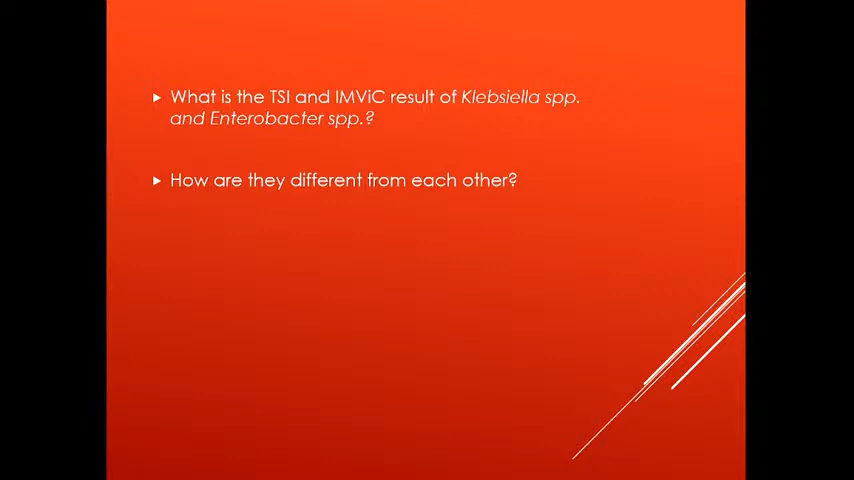 What is the TSI and IMViC result of Klebsiella spp.
and Enterobacter spp.?
How are they different from each other?